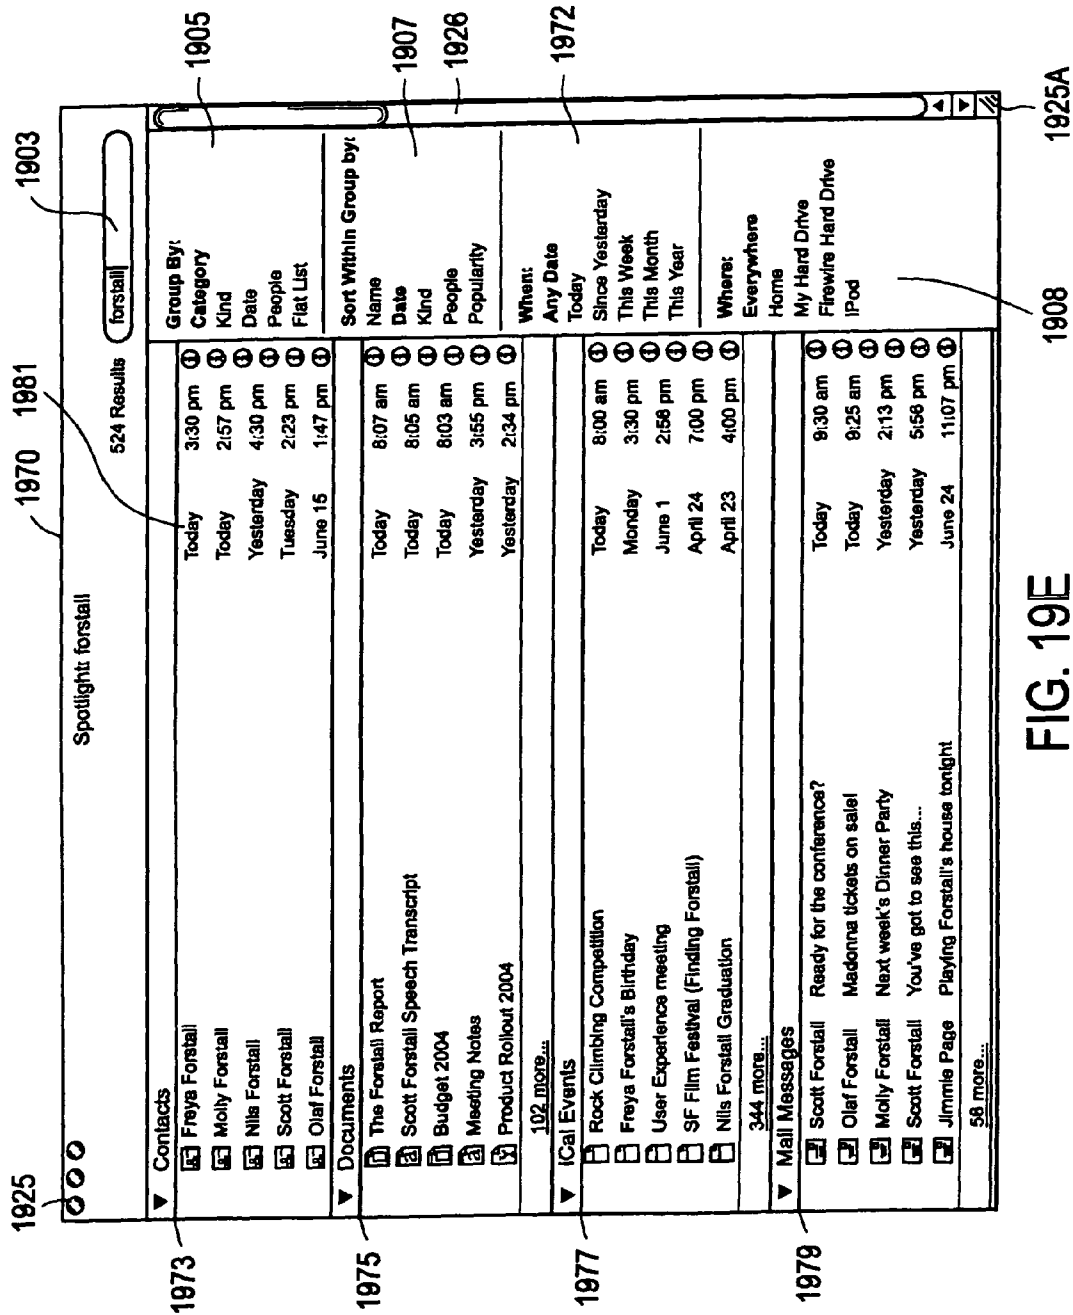 1925
1970
1981
1903
1905
1907
1926
1972
1925A
1908
1973
1975
1977
1979
Spotlight: forstall
524 Results
forstall
Contacts
Freya Forstall Today 3:30 pm
Molly Forstall Today 2:57 pm
Nils Forstall Yesterday 4:30 pm
Scott Forstall Tuesday 2:23 pm
Olaf Forstall June 15 1:47 pm
Documents
The Forstall Report Today 8:07 am
Scott Forstall Speech Transcript Today 8:05 am
Budget 2004 Today 8:03 am
Meeting Notes Yesterday 3:55 pm
Product Rollout 2004 Yesterday 2:34 pm
102 more...
iCal Events
Rock Climbing Competition Today 8:00 am
Freya Forstall's Birthday Monday 3:30 pm
User Experience meeting June 1 2:58 pm
SF Film Festival (Finding Forstall) April 24 7:00 pm
Nils Forstall Graduation April 23 4:00 pm
344 more...
Mail Messages
Scott Forstall Ready for the conference? Today 9:30 am
Olaf Forstall Madonna tickets on sale! Today 9:25 am
Molly Forstall Next week's Dinner Party Yesterday 2:13 pm
Scott Forstall You've got to see this... Yesterday 5:56 pm
Jimmie Page Playing Forstall's house tonight June 24 11:07 pm
58 more...
Group By:
Category
Kind
Date
People
Flat List
Sort Within Group by:
Name
Date
Kind
People
Popularity
When:
Any Date
Today
Since Yesterday
This Week
This Month
This Year
Where:
Everywhere
Home
My Hard Drive
Firewire Hard Drive
iPod
FIG. 19E